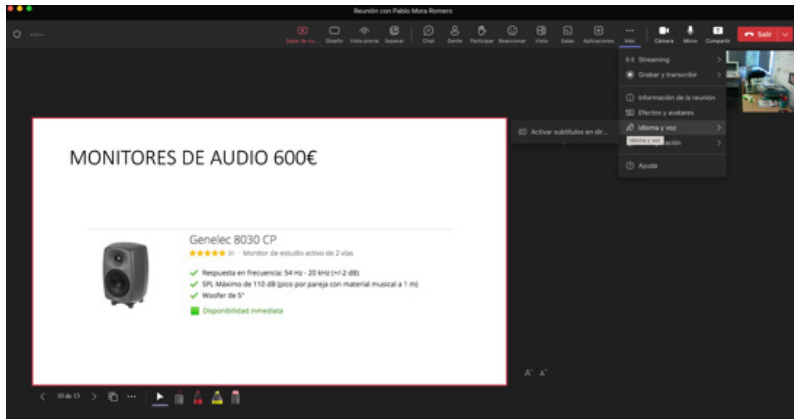 Reunión con Pablo Mora Romero
--:--
Dejar de co... Diseño Vista previa Separar Chat Gente Participar Reaccionar Vista Salas Aplicaciones Más Cámara Micro Compartir Salir
Streaming
Grabar y transcribir
Información de la reunión
Efectos y avatares
Activar subtítulos en dir...
Idioma y voz
Idioma y voz
Ayuda
MONITORES DE AUDIO 600€
Genelec 8030 CP
31 · Monitor de estudio activo de 2 vías
Respuesta en frecuencia: 54 Hz - 20 kHz (+/-2 dB)
SPL Máximo de 110 dB (pico por pareja con material musical a 1 m)
Woofer de 5"
Disponibilidad inmediata
A^ A˅
10 de 13